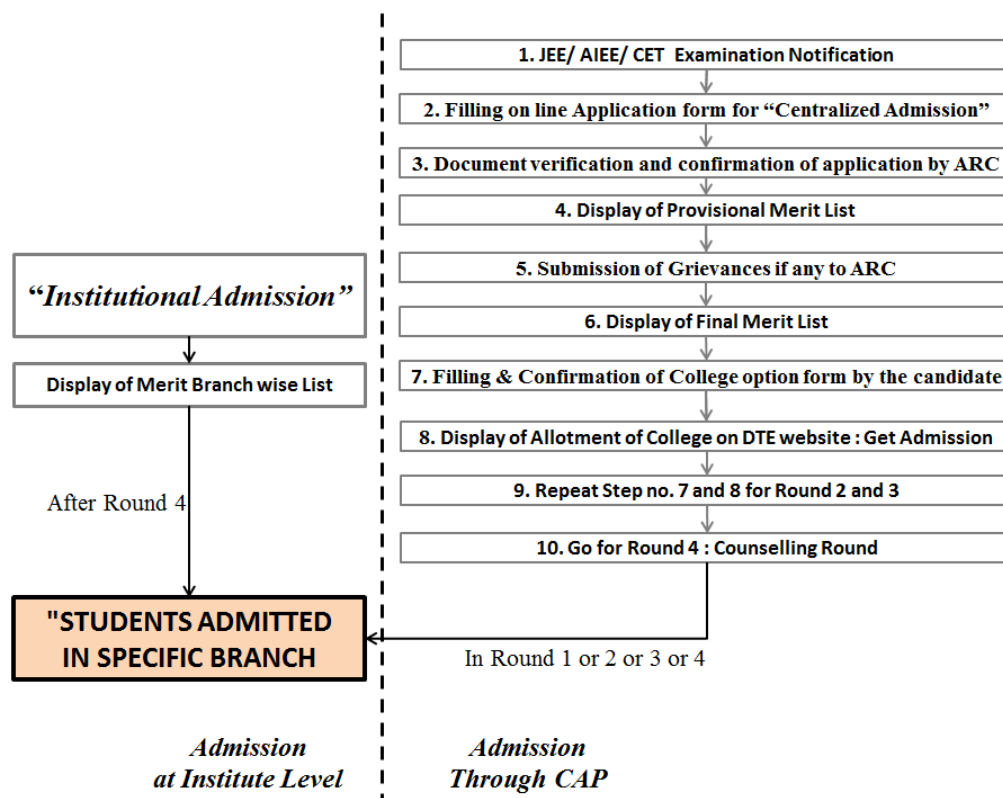 1. JEE/ AIEE/ CET Examination Notification
2. Filling on line Application form for “Centralized Admission”
3. Document verification and confirmation of application by ARC
4. Display of Provisional Merit List
5. Submission of Grievances if any to ARC
6. Display of Final Merit List
7. Filling & Confirmation of College option form by the candidate
8. Display of Allotment of College on DTE website : Get Admission
9. Repeat Step no. 7 and 8 for Round 2 and 3
10. Go for Round 4 : Counselling Round
“Institutional Admission”
Display of Merit Branch wise List
After Round 4
"STUDENTS ADMITTED
IN SPECIFIC BRANCH
In Round 1 or 2 or 3 or 4
Admission
at Institute Level
Admission
Through CAP